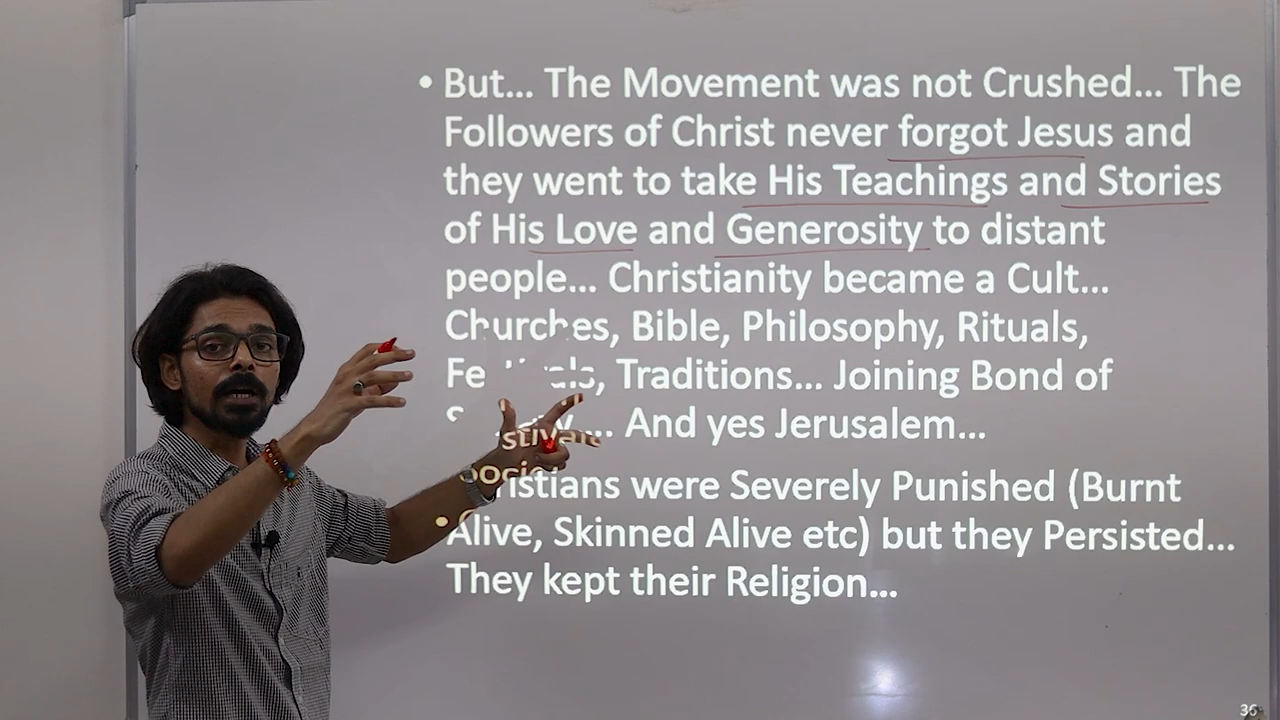 • But... The Movement was not Crushed... The
Followers of Christ never forgot Jesus and
they went to take His Teachings and Stories
of His Love and Generosity to distant
people... Christianity became a Cult...
Churches, Bible, Philosophy, Rituals,
Festivals, Traditions... Joining Bond of
Society... And yes Jerusalem...
• Christians were Severely Punished (Burnt
Alive, Skinned Alive etc) but they Persisted...
They kept their Religion...
36